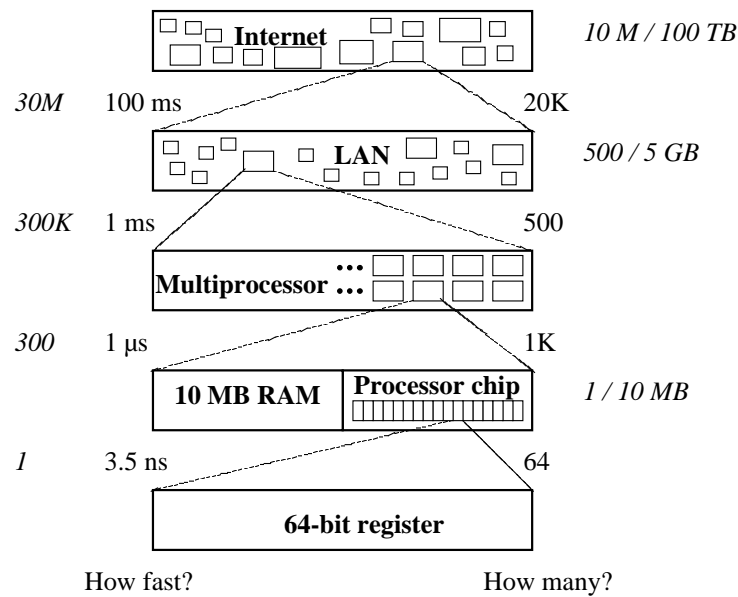 Internet 10 M / 100 TB
30M 100 ms 20K
LAN 500 / 5 GB
300K 1 ms 500
Multiprocessor ...
...
300 1 µs 1K
10 MB RAM Processor chip 1 / 10 MB
1 3.5 ns 64
64-bit register
How fast? How many?